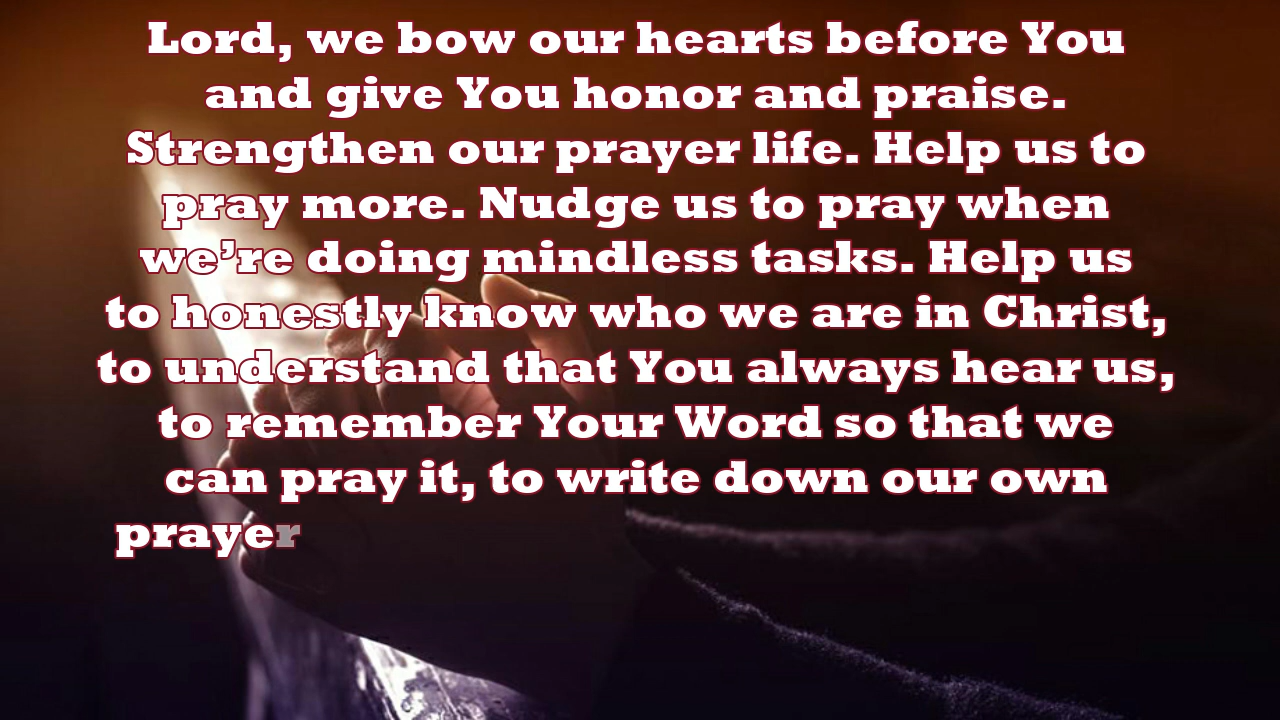 Lord, we bow our hearts before You
and give You honor and praise.
Strengthen our prayer life. Help us to
pray more. Nudge us to pray when
we’re doing mindless tasks. Help us
to honestly know who we are in Christ,
to understand that You always hear us,
to remember Your Word so that we
can pray it, to write down our own
prayer